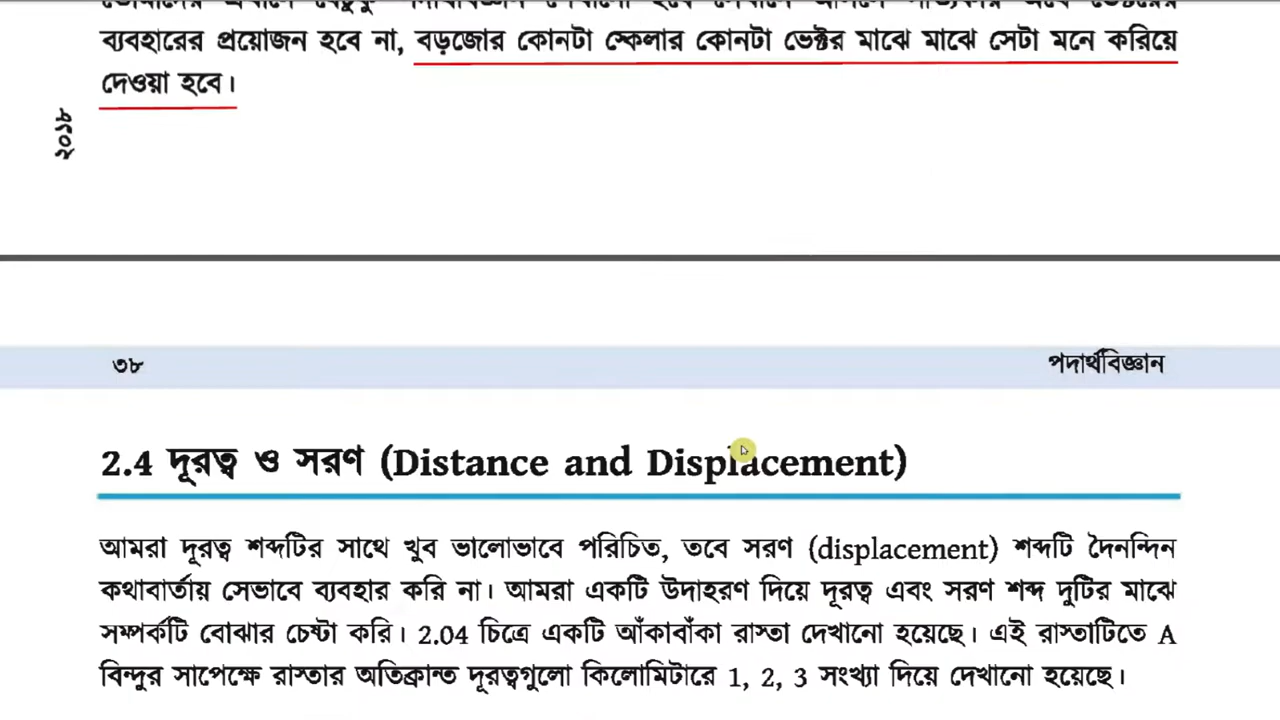 ব্যবহারের প্রয়োজন হবে না, বড়জোর কোনটা স্কেলার কোনটা ভেক্টর মাঝে মাঝে সেটা মনে করিয়ে
দেওয়া হবে।
২০১৮
৩৮ পদার্থবিজ্ঞান
2.4 দূরত্ব ও সরণ (Distance and Displacement)
আমরা দূরত্ব শব্দটির সাথে খুব ভালোভাবে পরিচিত, তবে সরণ (displacement) শব্দটি দৈনন্দিন
কথাবার্তায় সেভাবে ব্যবহার করি না। আমরা একটি উদাহরণ দিয়ে দূরত্ব এবং সরণ শব্দ দুটির মাঝে
সম্পর্কটি বোঝার চেষ্টা করি। 2.04 চিত্রে একটি আঁকাবাঁকা রাস্তা দেখানো হয়েছে। এই রাস্তাটিতে A
বিন্দুর সাপেক্ষে রাস্তার অতিক্রান্ত দূরত্বগুলো কিলোমিটারে 1, 2, 3 সংখ্যা দিয়ে দেখানো হয়েছে।